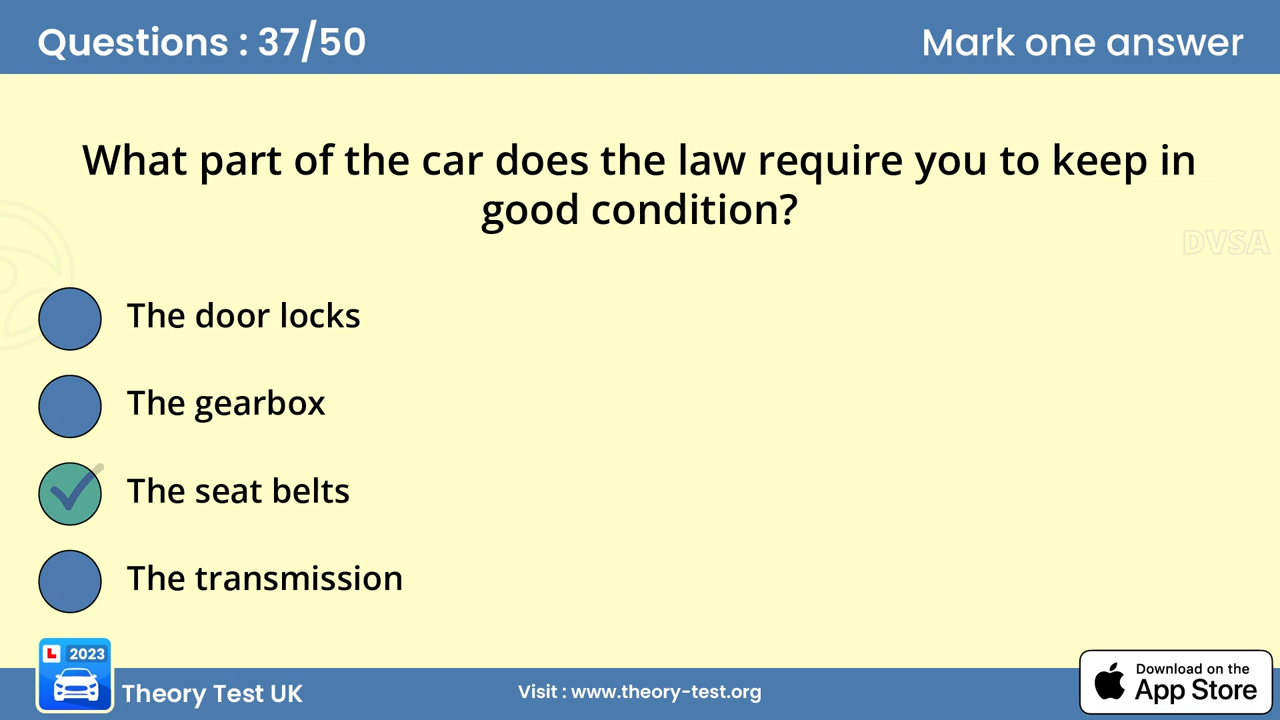 Questions : 37/50
Mark one answer
What part of the car does the law require you to keep in
good condition?
DVSA
The door locks
The gearbox
The seat belts
The transmission
L 2023
Theory Test UK
Visit : www.theory-test.org
Download on the
App Store